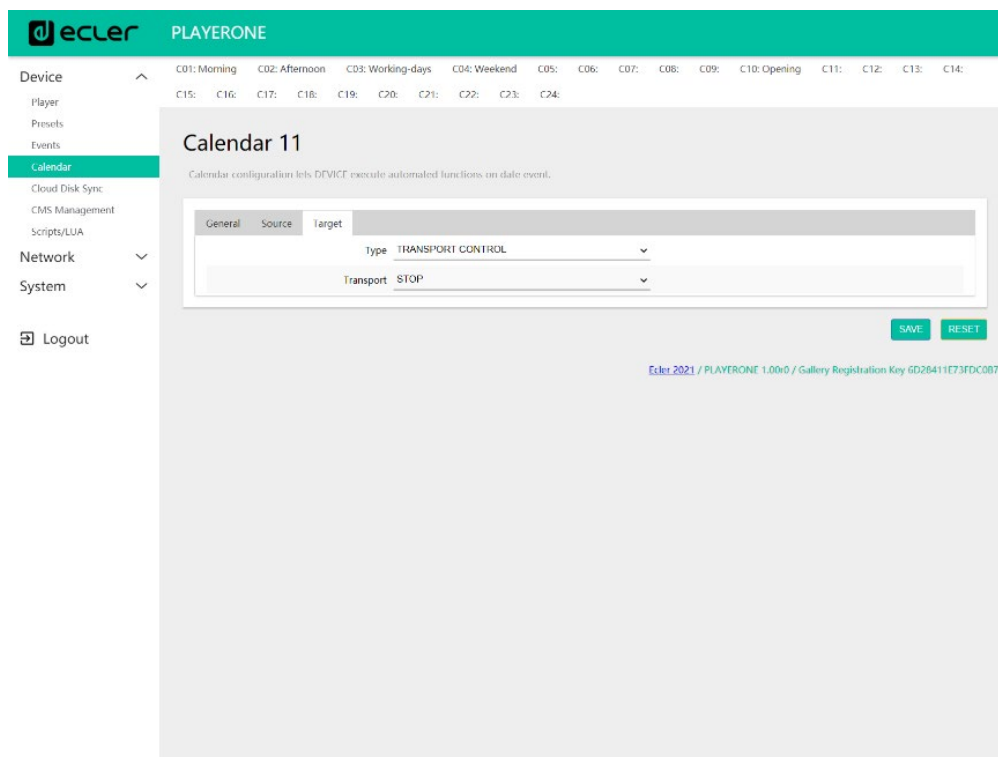 ecler PLAYERONE
Device
Player
Presets
Events
Calendar
Cloud Disk Sync
CMS Management
Scripts/LUA
Network
System
Logout
C01: Morning C02: Afternoon C03: Working-days C04: Weekend C05: C06: C07: C08: C09: C10: Opening C11: C12: C13: C14:
C15: C16: C17: C18: C19: C20: C21: C22: C23: C24:
Calendar 11
Calendar configuration lets DEVICE execute automated functions on date event.
General Source Target
Type TRANSPORT CONTROL
Transport STOP
SAVE RESET
Ecler 2021 / PLAYERONE 1.00r0 / Gallery Registration Key 6D28411E73FDC0B7